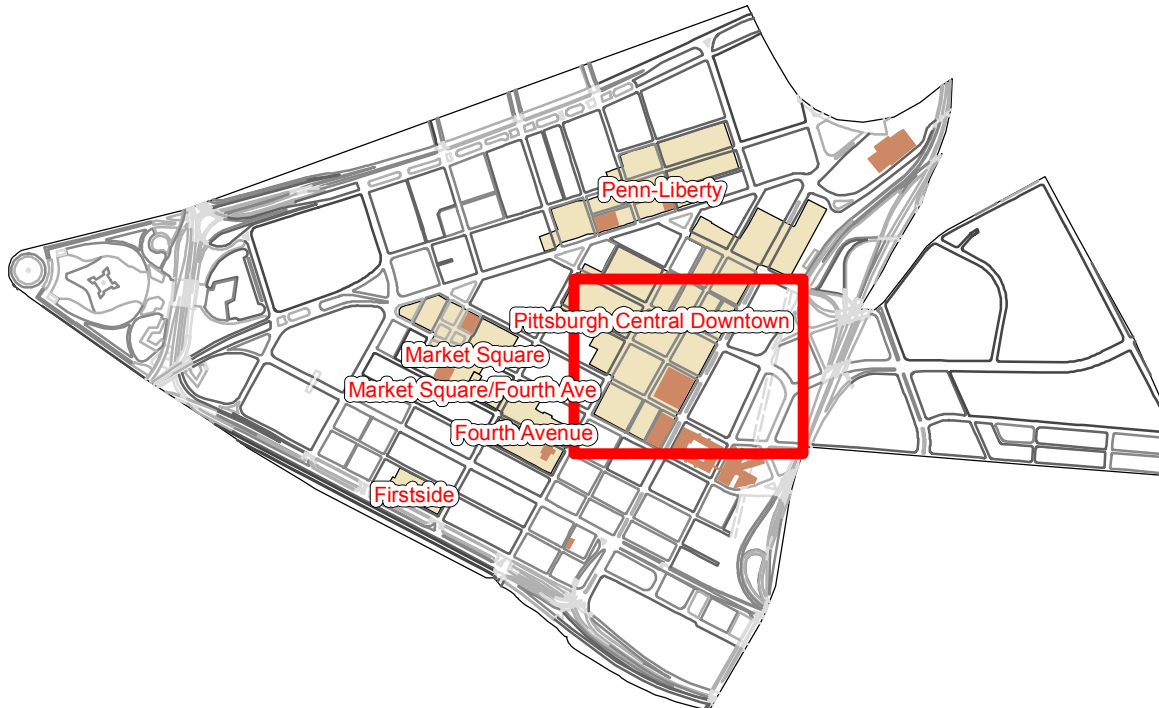 Penn-Liberty
Pittsburgh Central Downtown
Market Square
Market Square/Fourth Ave
Fourth Avenue
Firstside